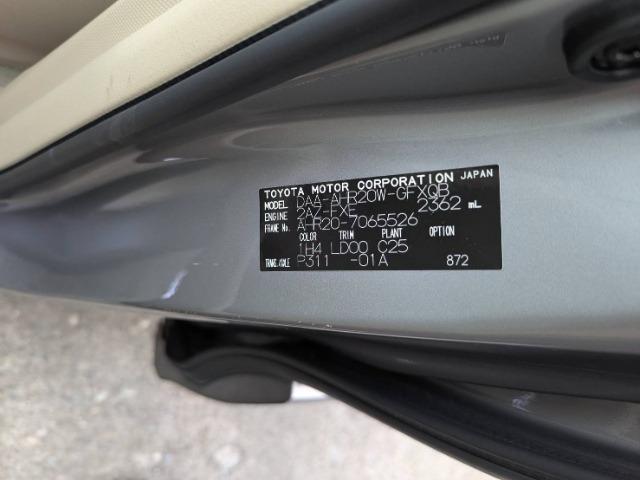 TOYOTA MOTOR CORPORATION JAPAN
MODEL DAA-AHR20W-GFXQB
ENGINE 2AZ-FXE 2362 mL
FRAME No. AHR20-7065526
COLOR TRIM PLANT OPTION
1H4 LD00 C25
TRANS./AXLE P311 -01A 872